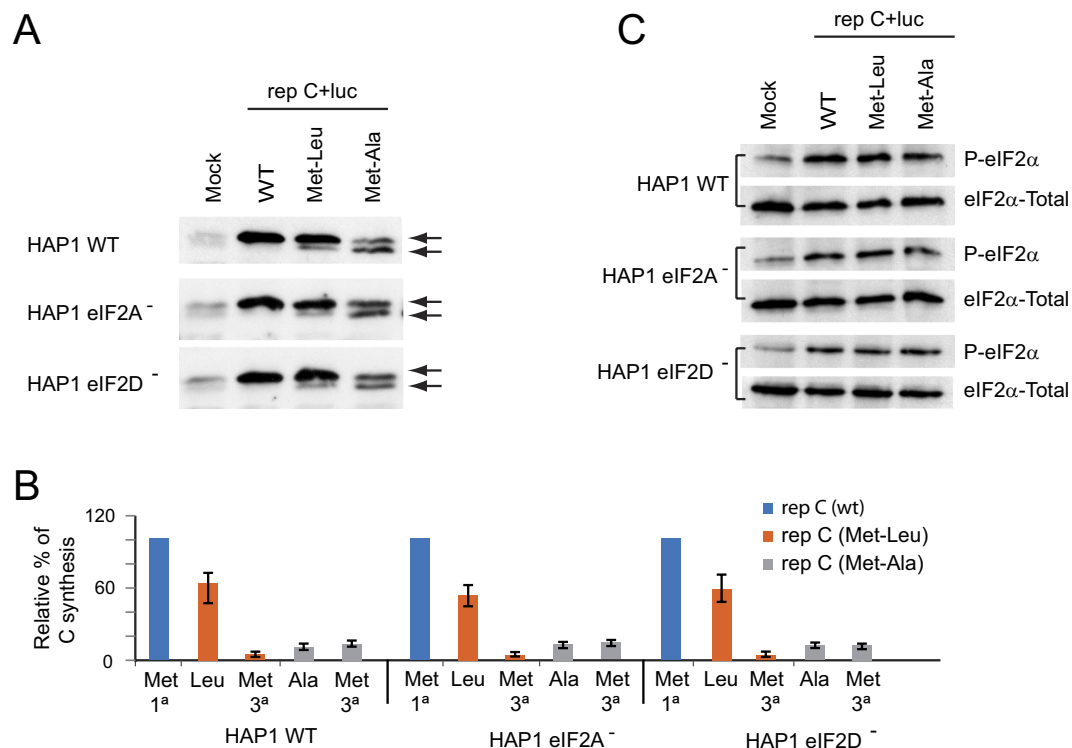 A
rep C+luc
Mock
WT
Met-Leu
Met-Ala
HAP1 WT
HAP1 eIF2A -
HAP1 eIF2D -
C
rep C+luc
Mock
WT
Met-Leu
Met-Ala
HAP1 WT
P-eIF2α
eIF2α-Total
HAP1 eIF2A -
P-eIF2α
eIF2α-Total
HAP1 eIF2D -
P-eIF2α
eIF2α-Total
B
Relative % of
C synthesis
120
60
0
rep C (wt)
rep C (Met-Leu)
rep C (Met-Ala)
Met Leu Met Ala Met Met Leu Met Ala Met Met Leu Met Ala Met
1ª 3ª 3ª 1ª 3ª 3ª 1ª 3ª 3ª
HAP1 WT HAP1 eIF2A - HAP1 eIF2D -